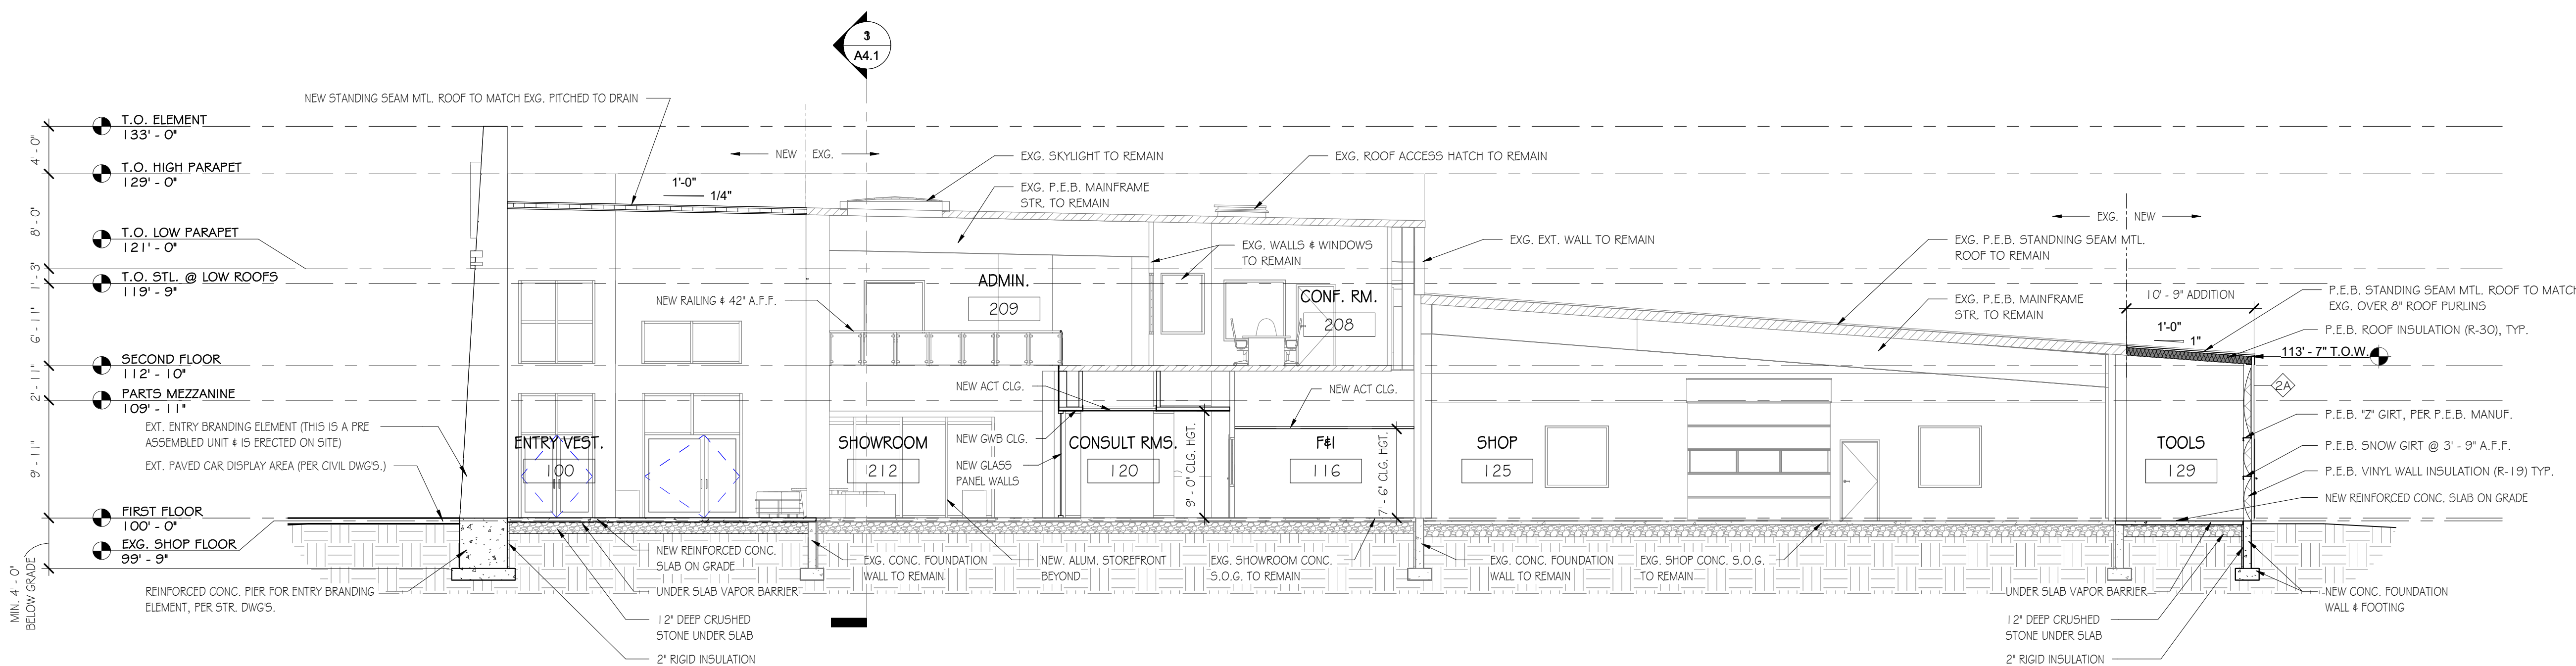 3
A4.1
NEW STANDING SEAM MTL. ROOF TO MATCH EXG. PITCHED TO DRAIN
T.O. ELEMENT
133' - 0"
4' - 0"
T.O. HIGH PARAPET
129' - 0"
NEW
EXG.
EXG. SKYLIGHT TO REMAIN
EXG. ROOF ACCESS HATCH TO REMAIN
1'-0"
1/4"
EXG. P.E.B. MAINFRAME
STR. TO REMAIN
8' - 0"
T.O. LOW PARAPET
121' - 0"
EXG. WALLS & WINDOWS
TO REMAIN
EXG. EXT. WALL TO REMAIN
EXG.
NEW
EXG. P.E.B. STANDNING SEAM MTL.
ROOF TO REMAIN
1' - 3"
T.O. STL. @ LOW ROOFS
119' - 9"
ADMIN.
209
NEW RAILING & 42" A.F.F.
CONF. RM.
208
EXG. P.E.B. MAINFRAME
STR. TO REMAIN
10' - 9" ADDITION
P.E.B. STANDING SEAM MTL. ROOF TO MATCH
EXG. OVER 8" ROOF PURLINS
1'-0"
1"
P.E.B. ROOF INSULATION (R-30), TYP.
113' - 7" T.O.W.
6' - 11"
SECOND FLOOR
112' - 10"
2' - 11"
PARTS MEZZANINE
109' - 11"
NEW ACT CLG.
NEW ACT CLG.
2A
P.E.B. "Z" GIRT, PER P.E.B. MANUF.
EXT. ENTRY BRANDING ELEMENT (THIS IS A PRE
ASSEMBLED UNIT & IS ERECTED ON SITE)
ENTRY VEST.
100
SHOWROOM
212
NEW GWB CLG.
CONSULT RMS.
120
9' - 0" CLG. HGT.
F&I
116
7' - 6" CLG. HGT.
SHOP
125
TOOLS
129
P.E.B. SNOW GIRT @ 3' - 9" A.F.F.
EXT. PAVED CAR DISPLAY AREA (PER CIVIL DWG'S.)
NEW GLASS
PANEL WALLS
P.E.B. VINYL WALL INSULATION (R-19) TYP.
9' - 11"
NEW REINFORCED CONC. SLAB ON GRADE
FIRST FLOOR
100' - 0"
EXG. SHOP FLOOR
99' - 9"
MIN. 4' - 0"
BELOW GRADE
NEW REINFORCED CONC.
SLAB ON GRADE
EXG. CONC. FOUNDATION
WALL TO REMAIN
NEW. ALUM. STOREFRONT
BEYOND
EXG. SHOWROOM CONC.
S.O.G. TO REMAIN
EXG. CONC. FOUNDATION
WALL TO REMAIN
EXG. SHOP CONC. S.O.G.
TO REMAIN
REINFORCED CONC. PIER FOR ENTRY BRANDING
ELEMENT, PER STR. DWG'S.
UNDER SLAB VAPOR BARRIER
12" DEEP CRUSHED
STONE UNDER SLAB
2" RIGID INSULATION
UNDER SLAB VAPOR BARRIER
12" DEEP CRUSHED
STONE UNDER SLAB
2" RIGID INSULATION
NEW CONC. FOUNDATION
WALL & FOOTING